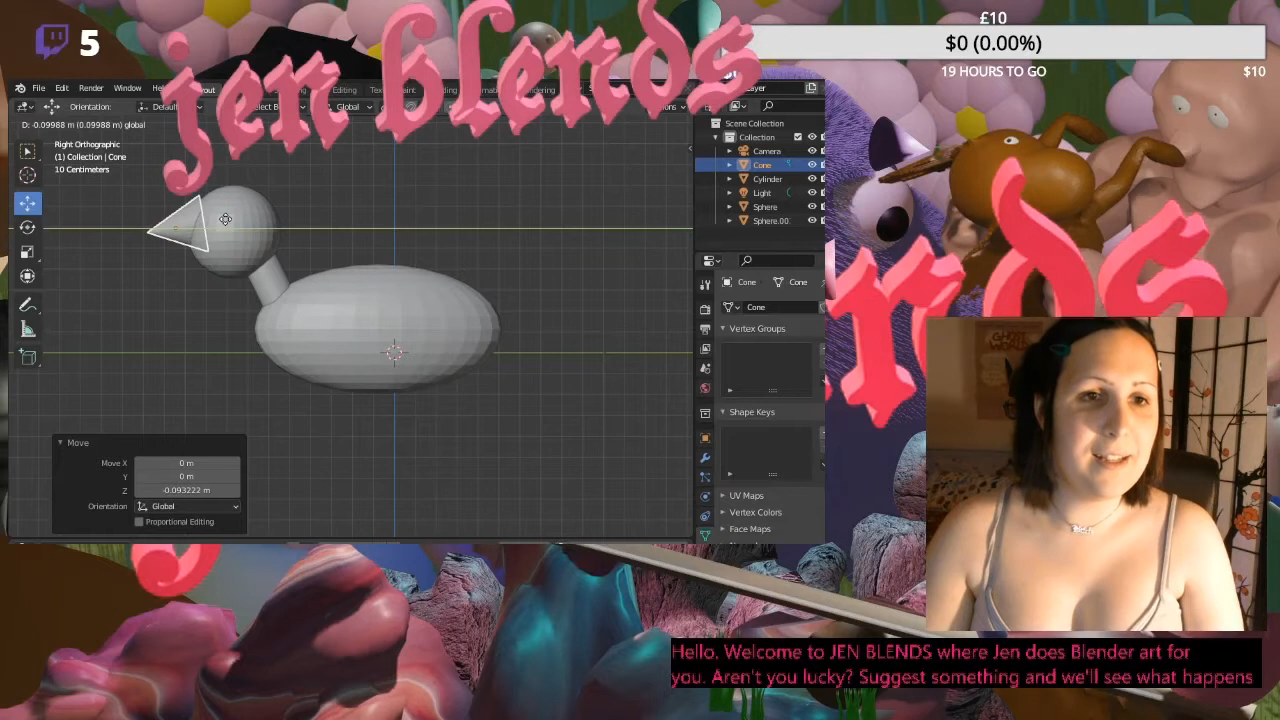 5
jen blends
£10
$0 (0.00%)
19 HOURS TO GO
$10
File Edit Render Window
Orientation:
Global
D: -0.09988 m (0.09988 m) global
Right Orthographic
(1) Collection | Cone
10 Centimeters
Scene Collection
Collection
Camera
Cone
Cylinder
Light
Sphere
Sphere.00
Cone
Cone
Cone
Vertex Groups
Shape Keys
UV Maps
Vertex Colors
Face Maps
Move
Move X 0 m
Y 0 m
Z -0.093222 m
Orientation Global
Proportional Editing
Hello. Welcome to JEN BLENDS where Jen does Blender art for
you. Aren't you lucky? Suggest something and we'll see what happens